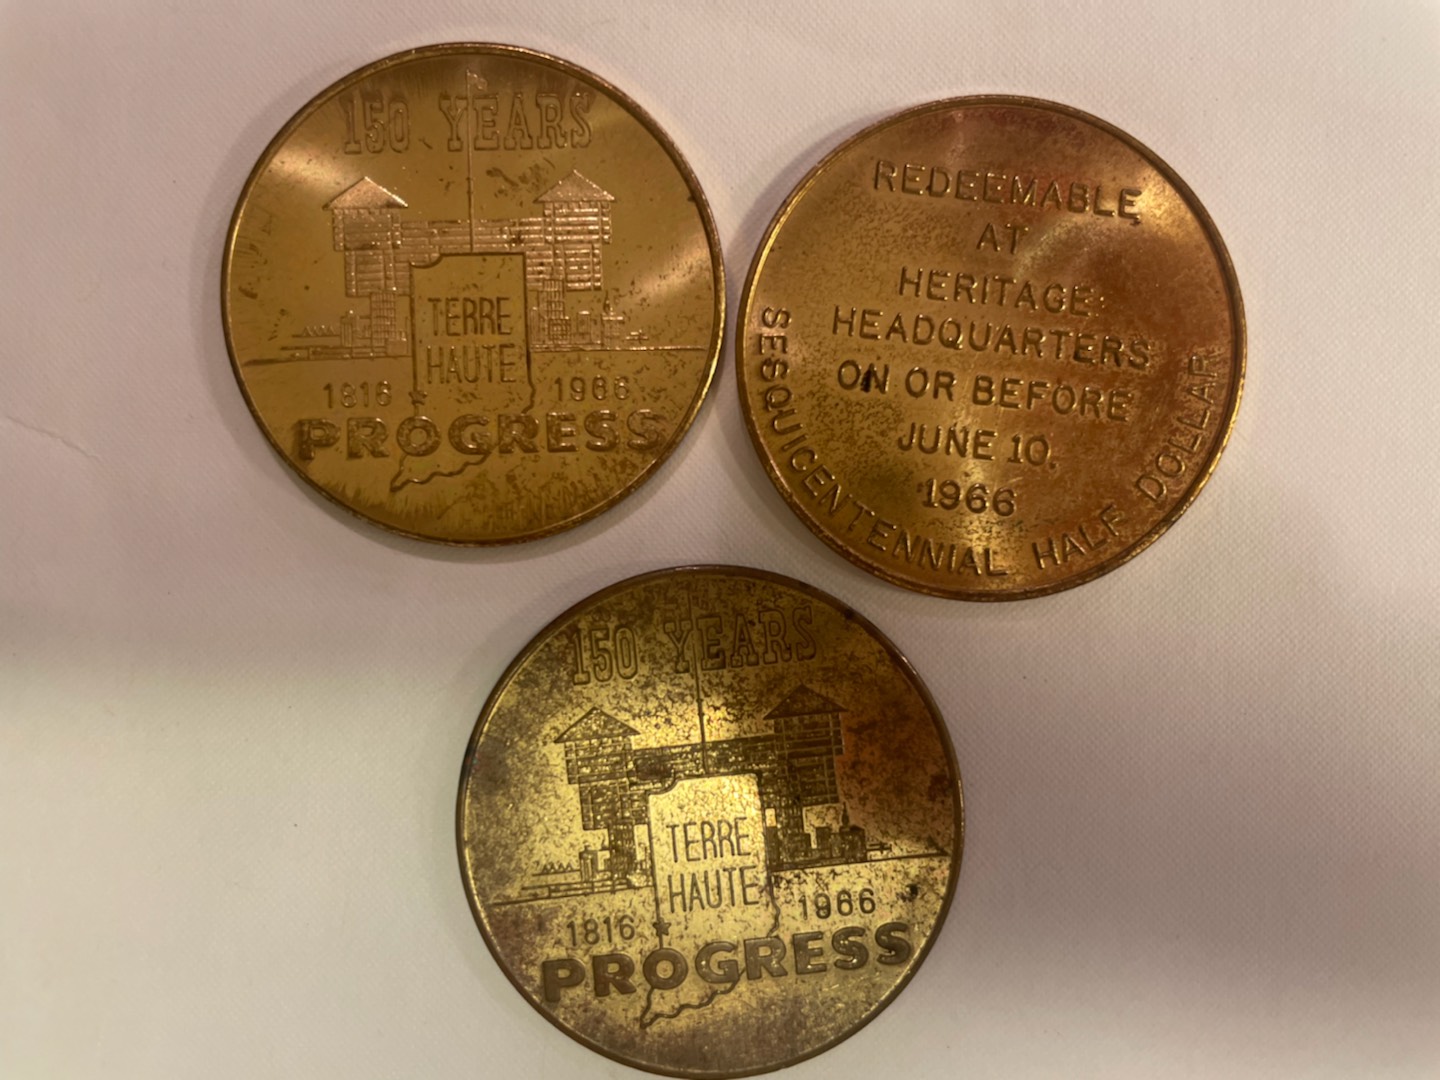 150 YEARS
TERRE
HAUTE
1816 1966
PROGRESS
REDEEMABLE
AT
HERITAGE
HEADQUARTERS
ON OR BEFORE
JUNE 10,
1966
SESQUICENTENNIAL HALF DOLLAR
150 YEARS
TERRE
HAUTE
1816 1966
PROGRESS